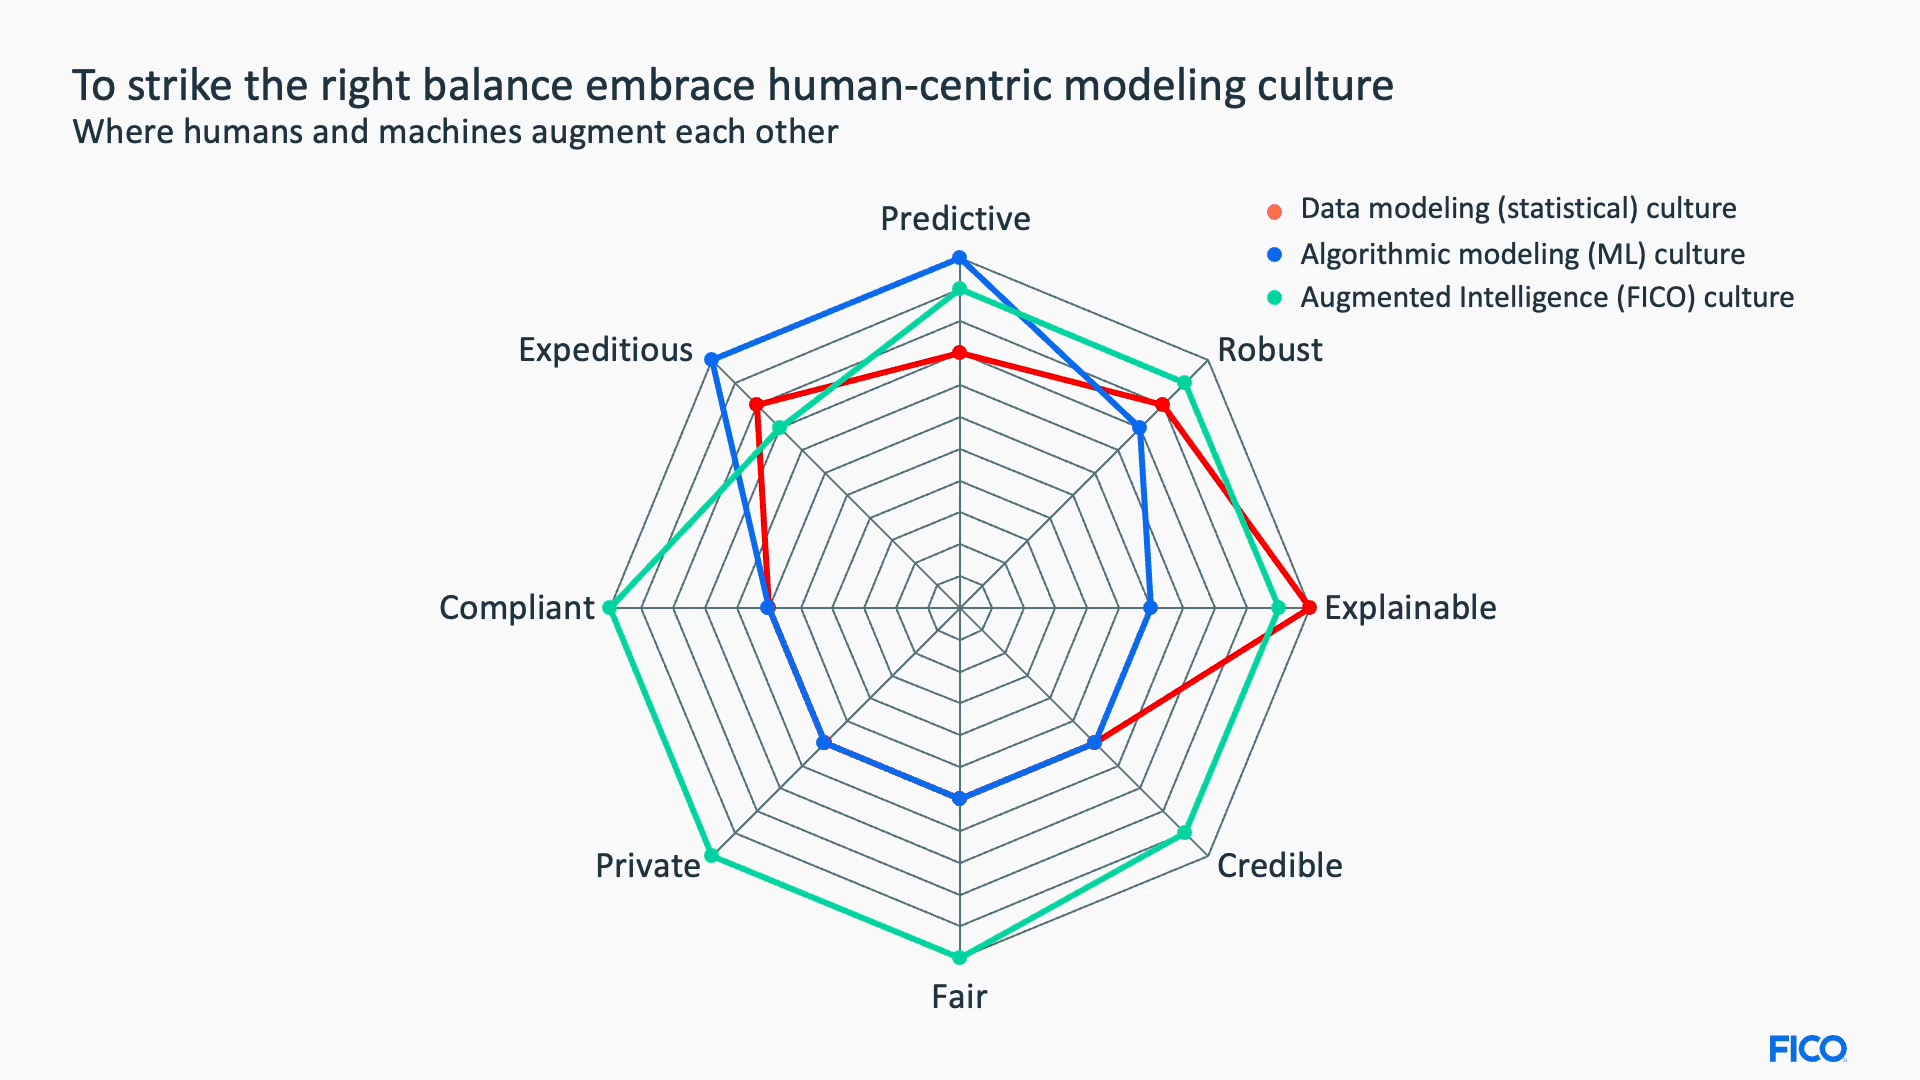 To strike the right balance embrace human-centric modeling culture
Where humans and machines augment each other
Data modeling (statistical) culture
Algorithmic modeling (ML) culture
Augmented Intelligence (FICO) culture
Predictive
Expeditious
Robust
Compliant
Explainable
Private
Credible
Fair
FICO